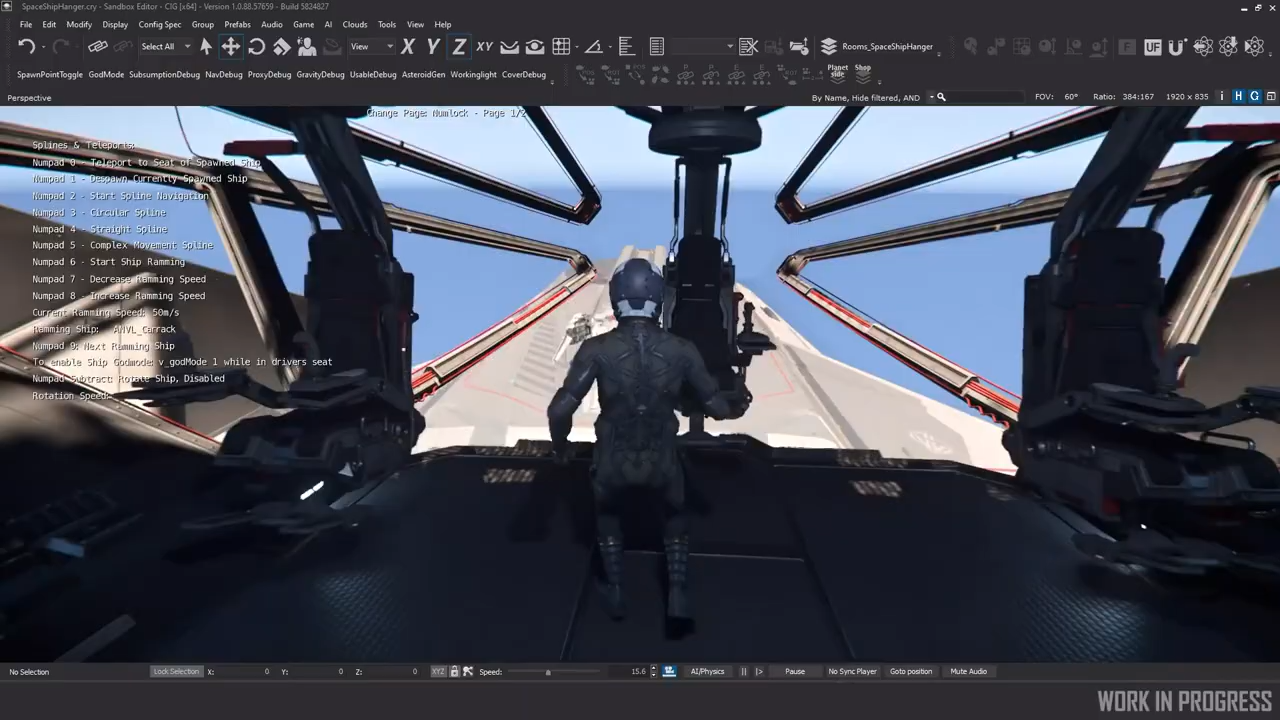 SpaceShipHanger.cry - Sandbox Editor - CIG [x64] - Version 1.0.88.57659 - Build 5824827
File Edit Modify Display Config Spec Group Prefabs Audio Game AI Clouds Tools View Help
Select All View X Y Z XY Rooms_SpaceShipHanger F UF U
SpawnPointToggle GodMode SubsumptionDebug NavDebug ProxyDebug GravityDebug UsableDebug AsteroidGen Workinglight CoverDebug Planet side Shop
Perspective By Name, Hide filtered, AND FOV: 60° Ratio: 384:167 1920 x 835 i H G
Change Page: Numlock - Page 1/2
Splines & Teleports:
Numpad 0 - Teleport to Seat of Spawned Ship
Numpad 1 - Despawn Currently Spawned Ship
Numpad 2 - Start Spline Navigation
Numpad 3 - Circular Spline
Numpad 4 - Straight Spline
Numpad 5 - Complex Movement Spline
Numpad 6 - Start Ship Ramming
Numpad 7 - Decrease Ramming Speed
Numpad 8 - Increase Ramming Speed
Current Ramming Speed: 50m/s
Ramming Ship: ANVL_Carrack
Numpad 9: Next Ramming Ship
To enable Ship Godmode: v_godMode 1 while in drivers seat
Numpad Subtract: Rotate Ship, Disabled
Rotation Speed:
No Selection Lock Selection X: 0 Y: 0 Z: 0 XYZ Speed: 15.6 AI/Physics Pause No Sync Player Goto position Mute Audio
WORK IN PROGRESS